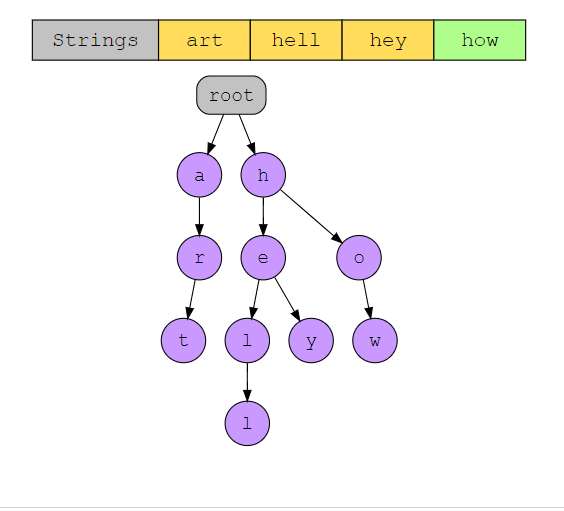 Strings art hell hey how
root
a h
r e o
t l y w
l